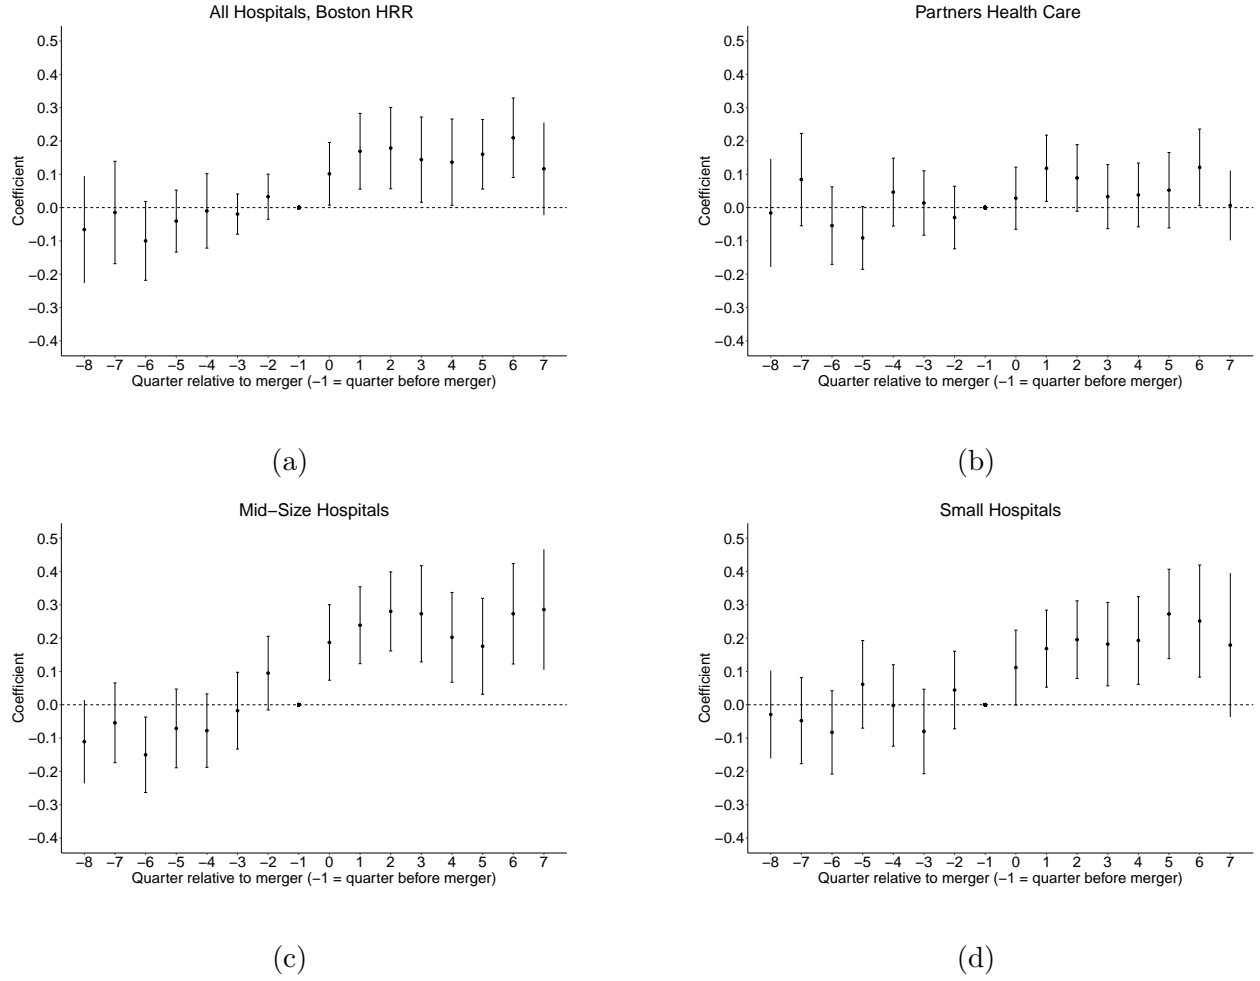 All Hospitals, Boston HRR
0.5
0.4
0.3
0.2
0.1
0.0
−0.1
−0.2
−0.3
−0.4
Coefficient
−8 −7 −6 −5 −4 −3 −2 −1 0 1 2 3 4 5 6 7
Quarter relative to merger (−1 = quarter before merger)
(a)
Partners Health Care
0.5
0.4
0.3
0.2
0.1
0.0
−0.1
−0.2
−0.3
−0.4
Coefficient
−8 −7 −6 −5 −4 −3 −2 −1 0 1 2 3 4 5 6 7
Quarter relative to merger (−1 = quarter before merger)
(b)
Mid−Size Hospitals
0.5
0.4
0.3
0.2
0.1
0.0
−0.1
−0.2
−0.3
−0.4
Coefficient
−8 −7 −6 −5 −4 −3 −2 −1 0 1 2 3 4 5 6 7
Quarter relative to merger (−1 = quarter before merger)
(c)
Small Hospitals
0.5
0.4
0.3
0.2
0.1
0.0
−0.1
−0.2
−0.3
−0.4
Coefficient
−8 −7 −6 −5 −4 −3 −2 −1 0 1 2 3 4 5 6 7
Quarter relative to merger (−1 = quarter before merger)
(d)